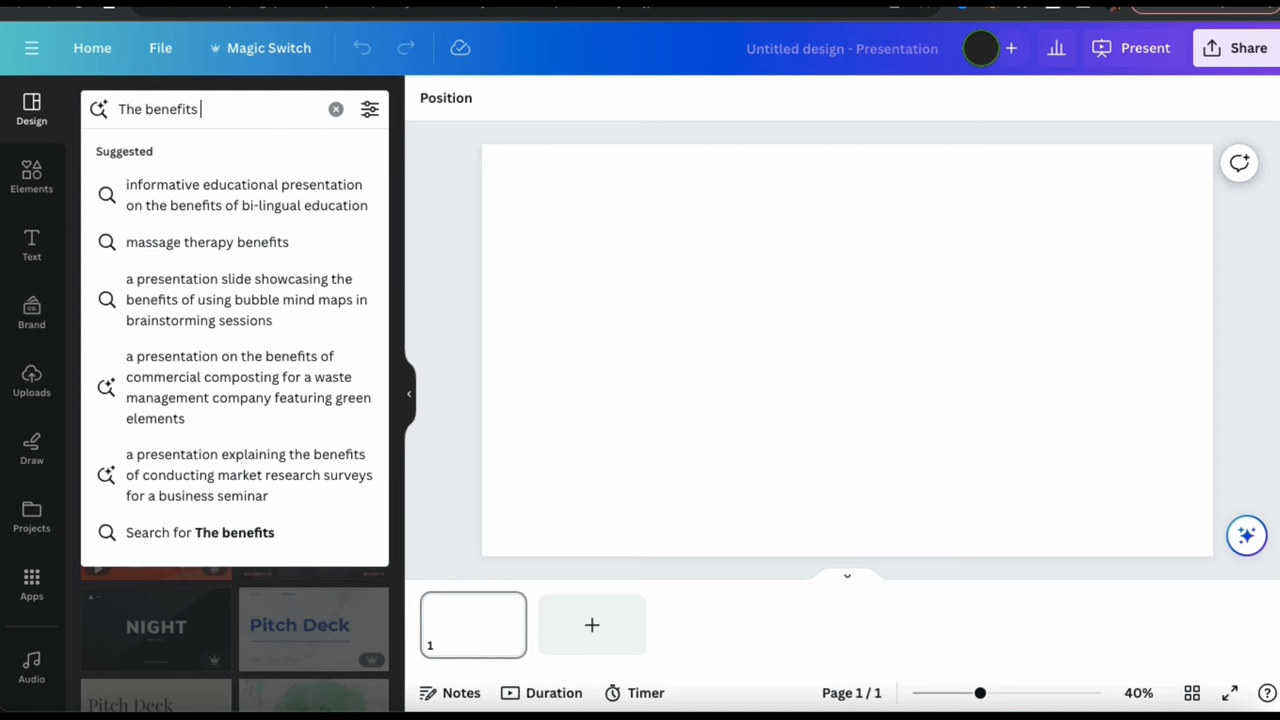 Home
File
Magic Switch
Untitled design - Presentation
Present
Share
Design
Elements
Text
Brand
CO.
Uploads
Draw
Projects
Apps
Audio
The benefits
Suggested
informative educational presentation
on the benefits of bi-lingual education
massage therapy benefits
a presentation slide showcasing the
benefits of using bubble mind maps in
brainstorming sessions
a presentation on the benefits of
commercial composting for a waste
management company featuring green
elements
a presentation explaining the benefits
of conducting market research surveys
for a business seminar
Search for The benefits
NIGHT
Pitch Deck
Pitch Deck
Position
1
Notes
Duration
Timer
Page 1 / 1
40%